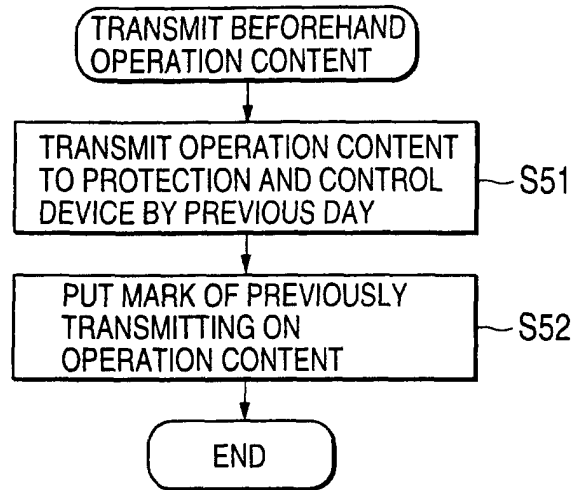 TRANSMIT BEFOREHAND
OPERATION CONTENT
TRANSMIT OPERATION CONTENT
TO PROTECTION AND CONTROL
DEVICE BY PREVIOUS DAY
S51
PUT MARK OF PREVIOUSLY
TRANSMITTING ON
OPERATION CONTENT
S52
END